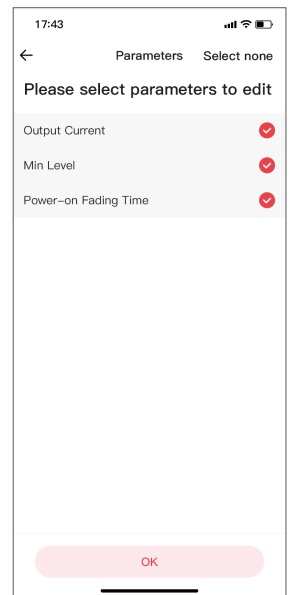 17:43
Parameters Select none
Please select parameters to edit
Output Current
Min Level
Power-on Fading Time
OK